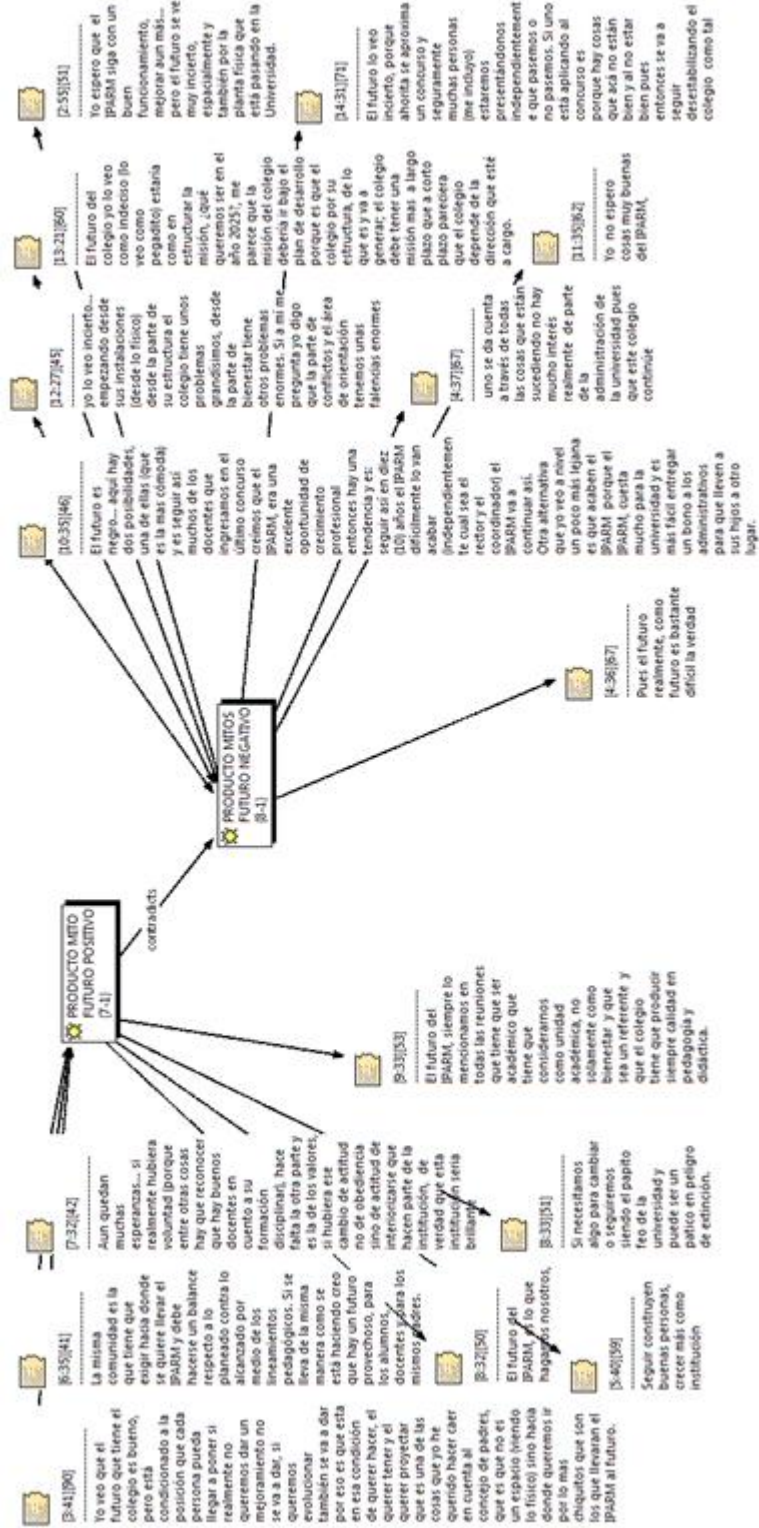 PRODUCTO MITO
FUTURO POSITIVO
{7-1}
contradicts
PRODUCTO MITOS
FUTURO NEGATIVO
{8-1}
[3:41][90]
Yo veo que el
futuro que tiene el
colegio es bueno,
pero está
condicionado a la
posición que cada
persona pueda
llegar a poner si
realmente no
queremos dar un
mejoramiento no
se va a dar, si
queremos
evolucionar
también se va a dar
por eso es que esta
en esa condición
de querer hacer, el
querer tener y el
querer proyectar
que es una de las
cosas que yo he
querido hacer caer
en cuenta al
concejo de padres,
que es que no es
un espacio (viendo
lo físico) sino hacia
donde queremos ir
por lo mas
chiquitos que son
los que llevaran el
IPARM al futuro.
[6:35][41]
La misma
comunidad es la
que tiene que
exigir hacia donde
se quiere llevar el
IPARM y debe
hacerse un balance
respecto a lo
planeado contra lo
alcanzado por
medio de los
lineamientos
pedagógicos. Si se
lleva de la misma
manera como se
está haciendo creo
que hay un futuro
provechoso, para
los alumnos,
docentes y para los
mismos padres.
[7:32][42]
Aun quedan
muchas
esperanzas... si
realmente hubiera
voluntad (porque
entre otras cosas
hay que reconocer
que hay buenos
docentes en
cuento a su
formación
disciplinar), hace
falta la otra parte y
es la de los valores,
si hubiera ese
cambio de actitud
no de obediencia
sino de actitud de
interiorizarse que
hacen parte de la
institución, de
verdad que esta
institución seria
brillante
[8:32][50]
El futuro del
IPARM, es lo que
hagamos nosotros,
[5:40][59]
Seguir construyen
buenas personas,
crecer más como
institución
[8:33][51]
Si necesitamos
algo para cambiar
o seguiremos
siendo el papito
feo de la
universidad y
puede ser un
patico en peligro
de extinción.
[9:33][53]
El futuro del
IPARM, siempre lo
mencionamos en
todas las reuniones
que tiene que ser
académico que
tiene que
considerarnos
como unidad
académica, no
solamente como
bienestar y que
sea un referente y
que el colegio
tiene que producir
siempre calidad en
pedagogía y
didáctica.
[4:36][67]
Pues el futuro
realmente, como
futuro es bastante
difícil la verdad
[10:35][46]
El futuro es
negro... aquí hay
dos posibilidades,
una de ellas (que
es la mas cómoda)
y es seguir así
muchos de los
docentes que
ingresamos en el
último concurso
creímos que el
IPARM, era una
excelente
oportunidad de
crecimiento
profesional
entonces hay una
tendencia y es:
seguir así en diez
(10) años el IPARM
difícilmente lo van
acabar
(independientemen
te cual sea el
rector y el
coordinador) el
IPARM va a
continuar así.
Otra alternativa
que yo veo a nivel
un poco más lejana
es que acaben el
IPARM porque el
IPARM, cuesta
mucho para la
universidad y es
más fácil entregar
un bono a los
administrativos
para que lleven a
sus hijos a otro
lugar.
[12:27][45]
yo lo veo incierto...
empezando desde
sus instalaciones
(desde lo físico)
desde la parte de
su estructura el
colegio tiene unos
problemas
grandísimos, desde
la parte de
bienestar tiene
otros problemas
enormes. Si a mi me
pregunta yo digo
que la parte de
conflictos y el área
de orientación
tenemos unas
falencias enormes
[4:37][67]
uno se da cuenta
a través de todas
las cosas que están
sucediendo no hay
mucho interés
realmente de parte
de la
administración de
la universidad pues
que este colegio
continúe
[13:21][60]
El futuro del
colegio yo lo veo
como indeciso (lo
veo como
pegadito) estaría
como en
estructurar la
misión, ¿qué
queremos ser en el
año 2025?, me
parece que la
misión del colegio
debería ir bajo el
plan de desarrollo
porque es que el
colegio por su
estructura, de lo
que es y va a
generar, el colegio
debe tener una
misión mas a largo
plazo que a corto
plazo pareciera
que el colegio
depende de la
dirección que esté
a cargo.
[11:35][62]
Yo no espero
cosas muy buenas
del IPARM,
[2:55][51]
Yo espero que el
IPARM siga con un
buen
funcionamiento,
mejorar aun más...
pero el futuro se ve
muy incierto,
espacialmente y
también por la
planta física que
está pasando en la
Universidad.
[14:31][71]
El futuro lo veo
incierto, porque
ahorita se aproxima
un concurso y
seguramente
muchas personas
(me incluyo)
estaremos
presentándonos
independientement
e que pasemos o
no pasemos. Si uno
está aplicando al
concurso es
porque hay cosas
que acá no están
bien y al no estar
bien pues
entonces se va a
seguir
desestabilizando el
colegio como tal